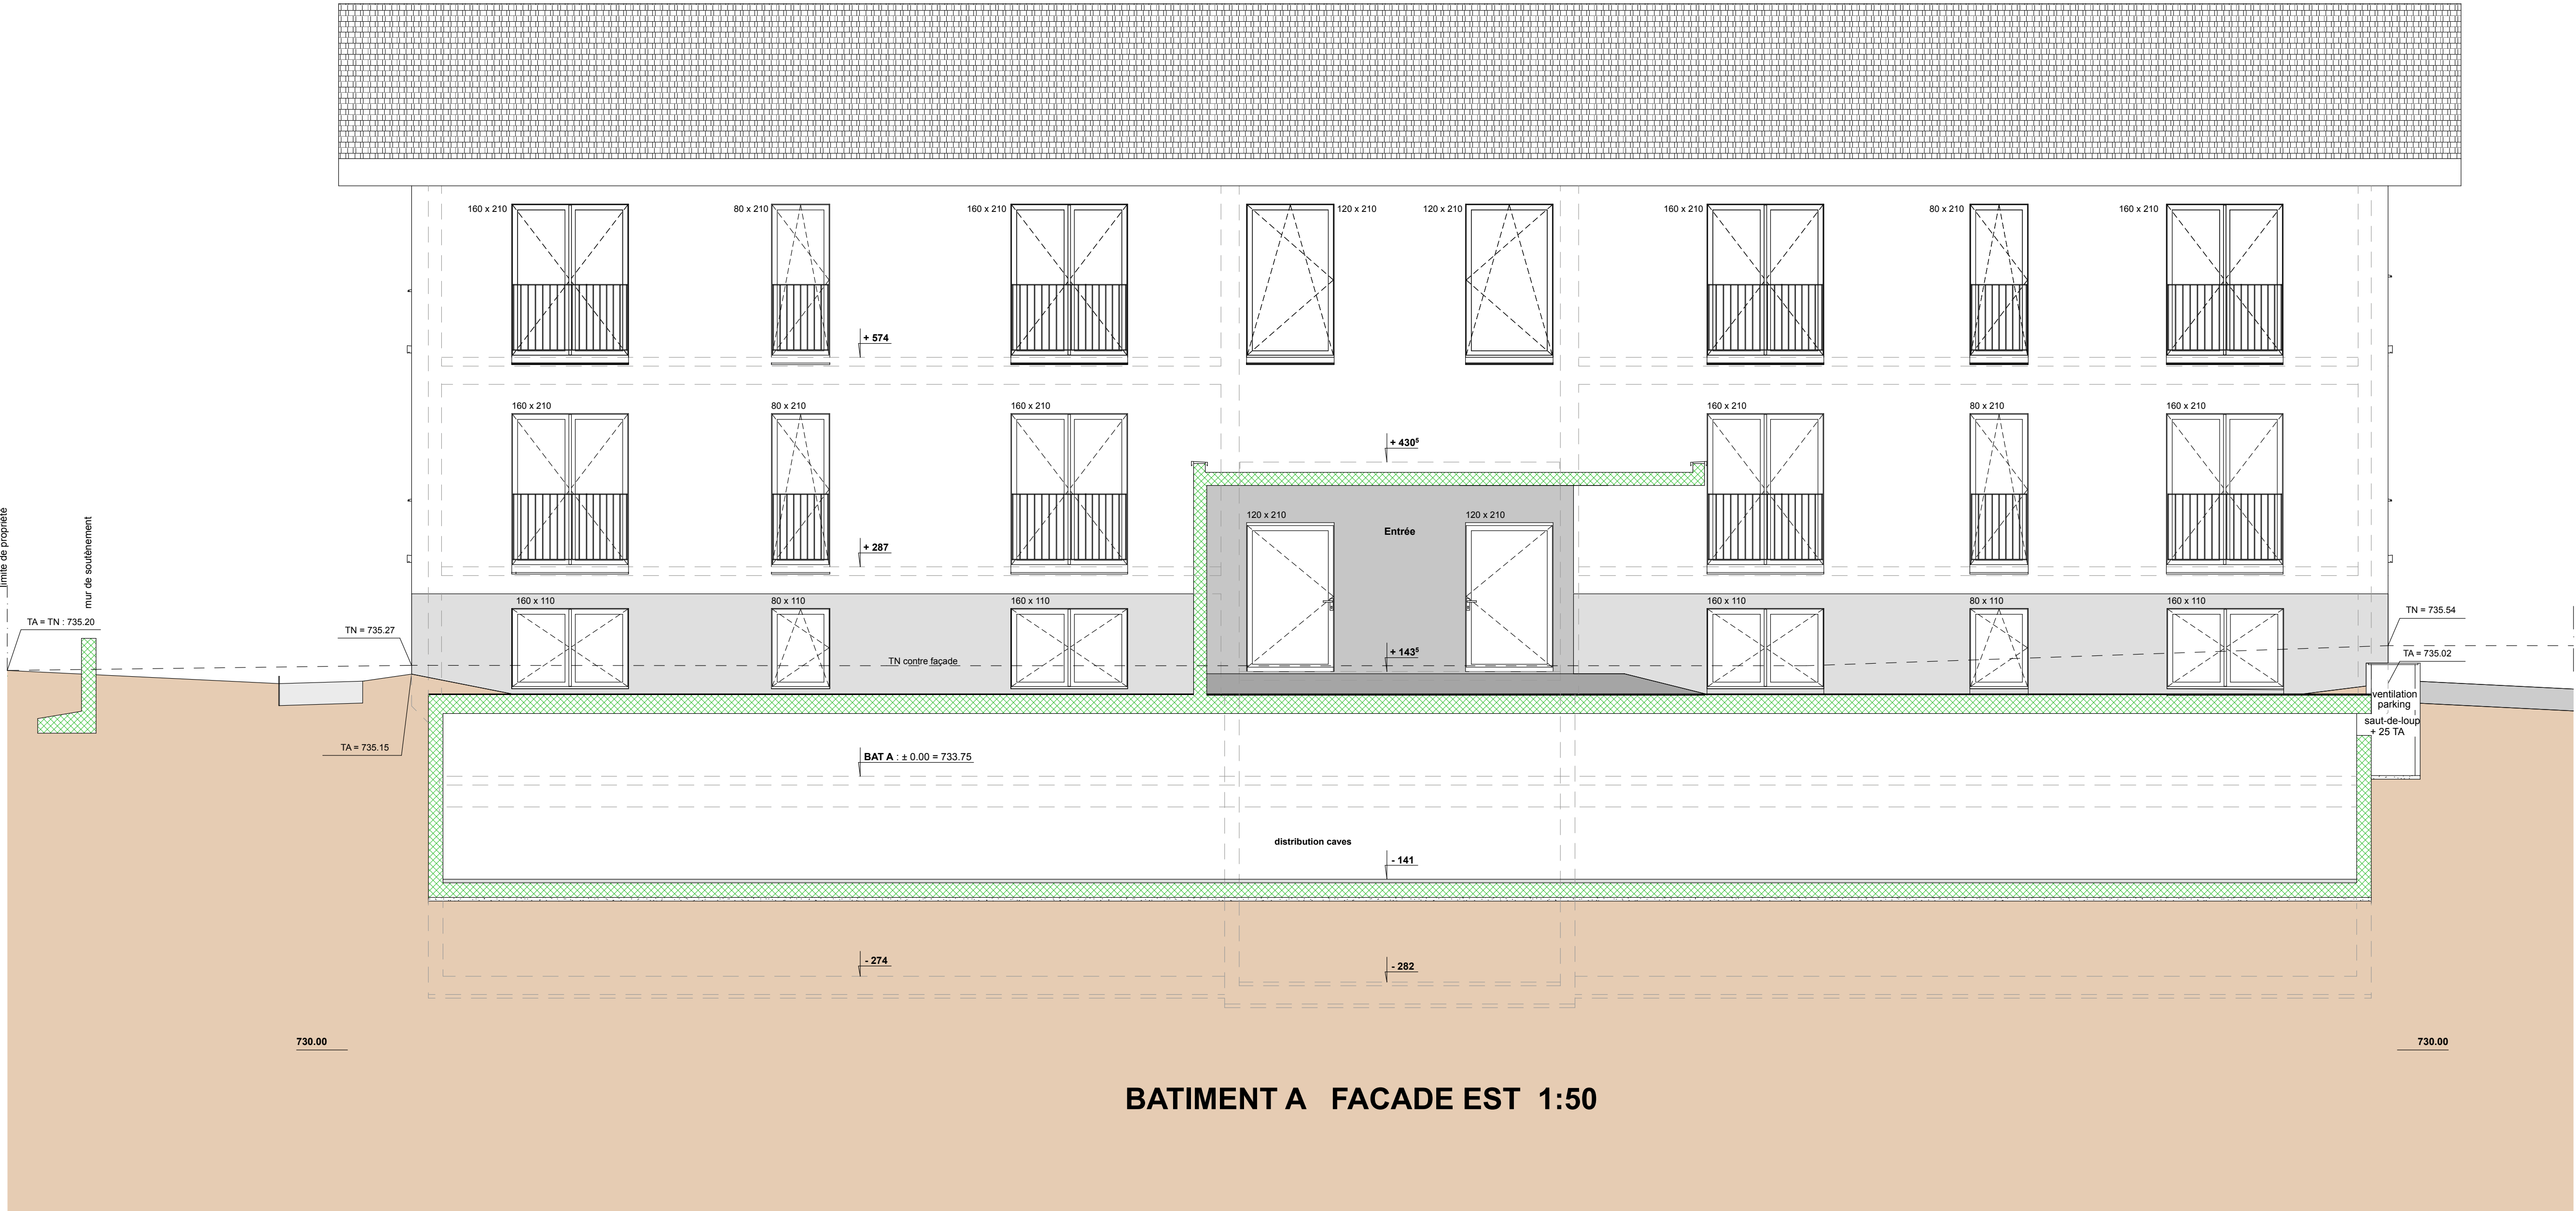 160 x 210
80 x 210
160 x 210
120 x 210
120 x 210
160 x 210
80 x 210
160 x 210
+ 574
160 x 210
80 x 210
160 x 210
160 x 210
80 x 210
160 x 210
+ 430⁵
limite de propriété
mur de soutènement
120 x 210
120 x 210
Entrée
+ 287
160 x 110
80 x 110
160 x 110
160 x 110
80 x 110
160 x 110
TA = TN : 735.20
TN = 735.27
TN = 735.54
+ 143⁵
TN contre façade
TA = 735.02
ventilation
parking
saut-de-loup
+ 25 TA
TA = 735.15
BAT A : ± 0.00 = 733.75
distribution caves
- 141
- 274
- 282
730.00
730.00
BATIMENT A FACADE EST 1:50